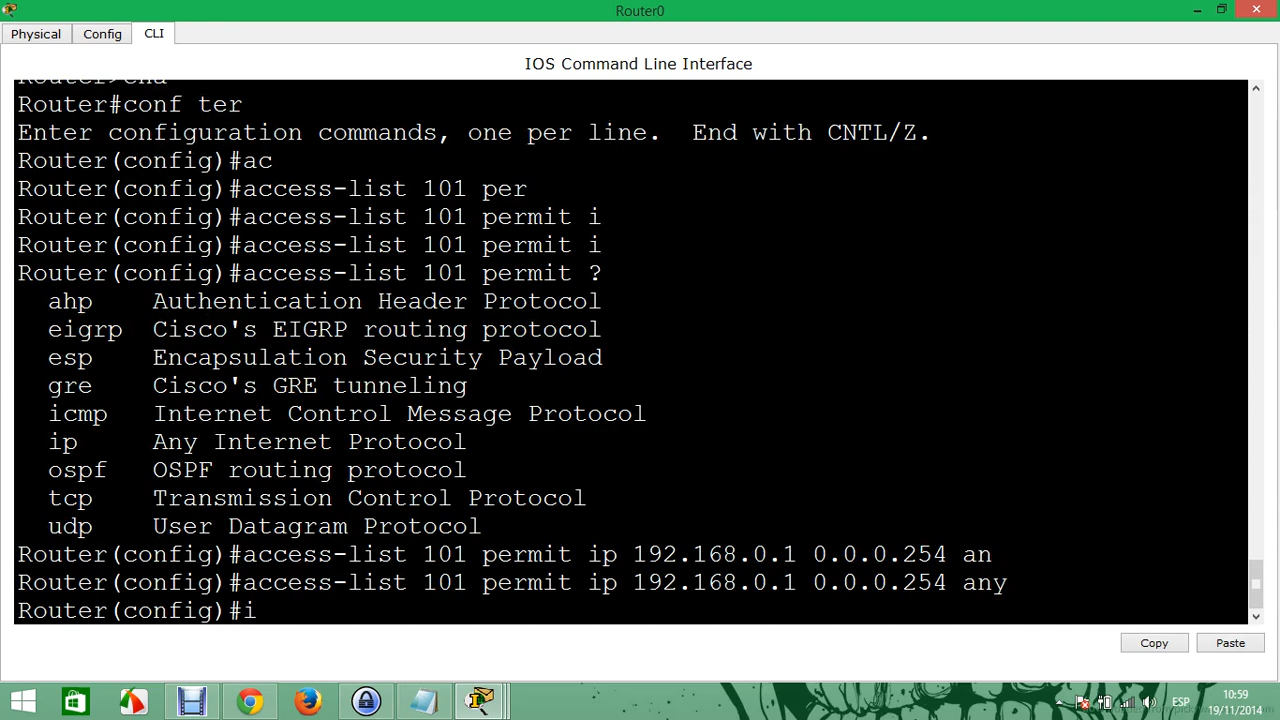 Router0
Physical
Config
CLI
IOS Command Line Interface
Router#conf ter
Enter configuration commands, one per line.  End with CNTL/Z.
Router(config)#ac
Router(config)#access-list 101 per
Router(config)#access-list 101 permit i
Router(config)#access-list 101 permit i
Router(config)#access-list 101 permit ?
ahp    Authentication Header Protocol
eigrp  Cisco's EIGRP routing protocol
esp    Encapsulation Security Payload
gre    Cisco's GRE tunneling
icmp   Internet Control Message Protocol
ip     Any Internet Protocol
ospf   OSPF routing protocol
tcp    Transmission Control Protocol
udp    User Datagram Protocol
Router(config)#access-list 101 permit ip 192.168.0.1 0.0.0.254 an
Router(config)#access-list 101 permit ip 192.168.0.1 0.0.0.254 any
Router(config)#i
Copy
Paste
ESP
10:59
19/11/2014